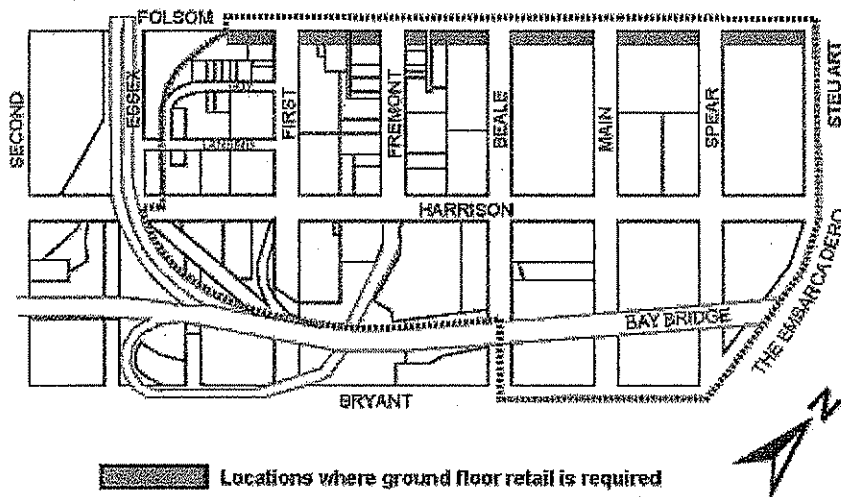 FOLSOM
SECOND
ESSEX
FIRST
FREMONT
BEALE
MAIN
SPEAR
STEUART
LANSING
HARRISON
BAY BRIDGE
THE EMBARCADERO
BRYANT
N
Locations where ground floor retail is required